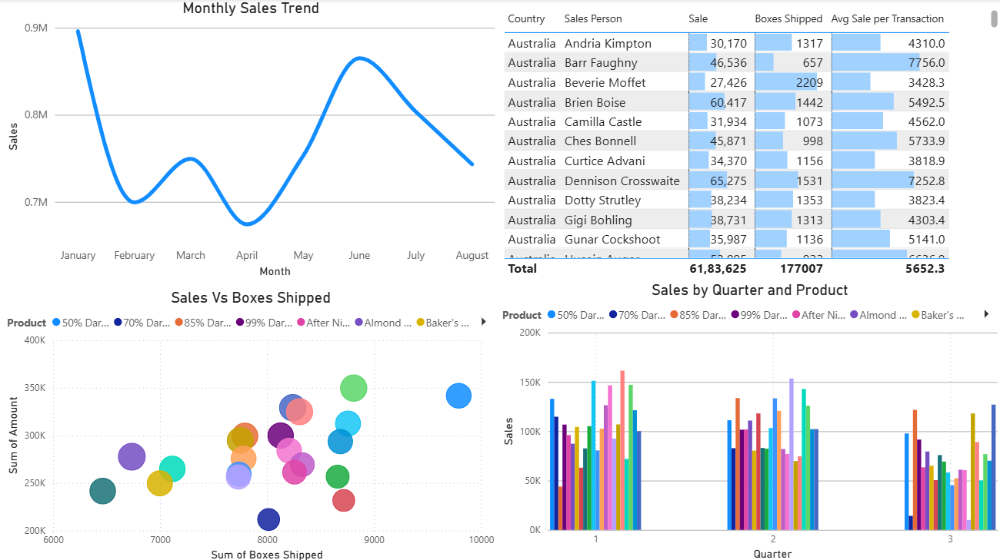 Monthly Sales Trend
0.9M
0.8M
0.7M
Sales
January February March April May June July August
Month
Country Sales Person Sale Boxes Shipped Avg Sale per Transaction
Australia Andria Kimpton 30,170 1317 4310.0
Australia Barr Faughny 46,536 657 7756.0
Australia Beverie Moffet 27,426 2209 3428.3
Australia Brien Boise 60,417 1442 5492.5
Australia Camilla Castle 31,934 1073 4562.0
Australia Ches Bonnell 45,871 998 5733.9
Australia Curtice Advani 34,370 1156 3818.9
Australia Dennison Crosswaite 65,275 1531 7252.8
Australia Dotty Strutley 38,234 1353 3823.4
Australia Gigi Bohling 38,731 1313 4303.4
Australia Gunar Cockshoot 35,987 1136 5141.0
Australia
Total 61,83,625 177007 5652.3
Sales Vs Boxes Shipped
Product 50% Dar... 70% Dar... 85% Dar... 99% Dar... After Ni... Almond ... Baker's ...
400K
350K
300K
250K
200K
Sum of Amount
6000 7000 8000 9000 10000
Sum of Boxes Shipped
Sales by Quarter and Product
Product 50% Dar... 70% Dar... 85% Dar... 99% Dar... After Ni... Almond ... Baker's ...
200K
150K
100K
50K
0K
Sales
1 2 3
Quarter